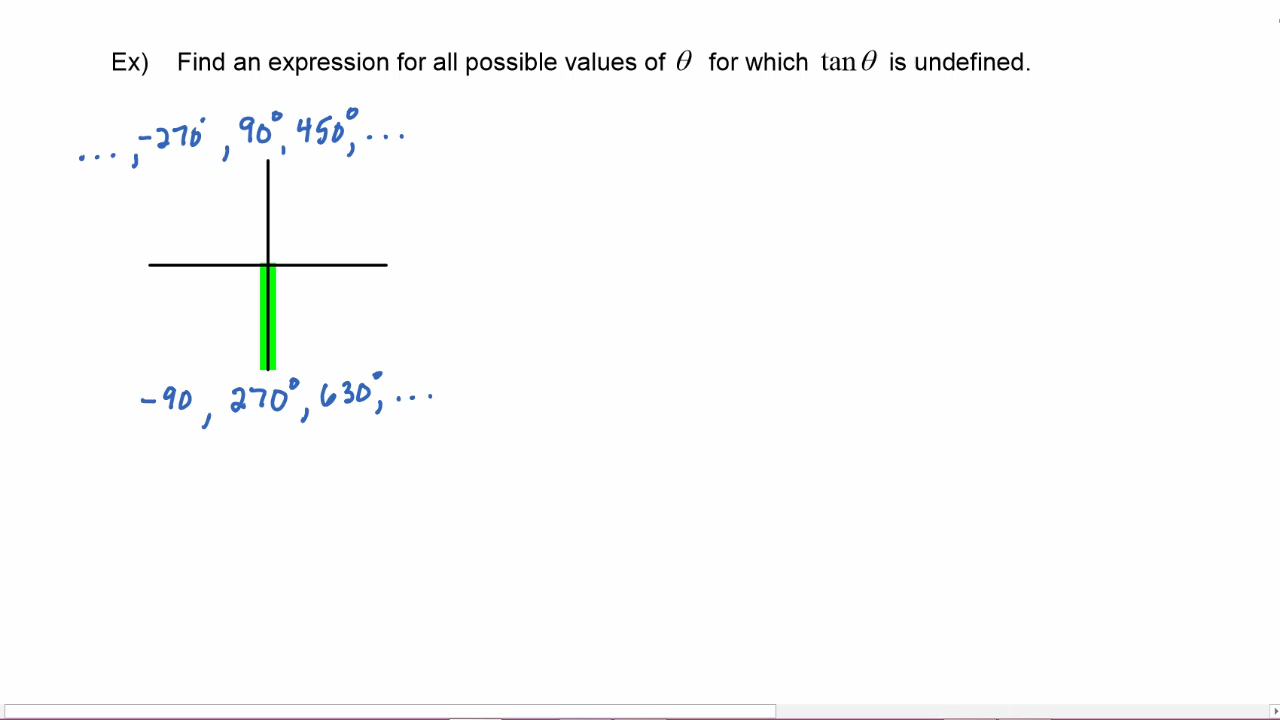 Ex) Find an expression for all possible values of θ for which tan θ is undefined.
..., -270°, 90°, 450°, ...
-90, 270°, 630°, ...